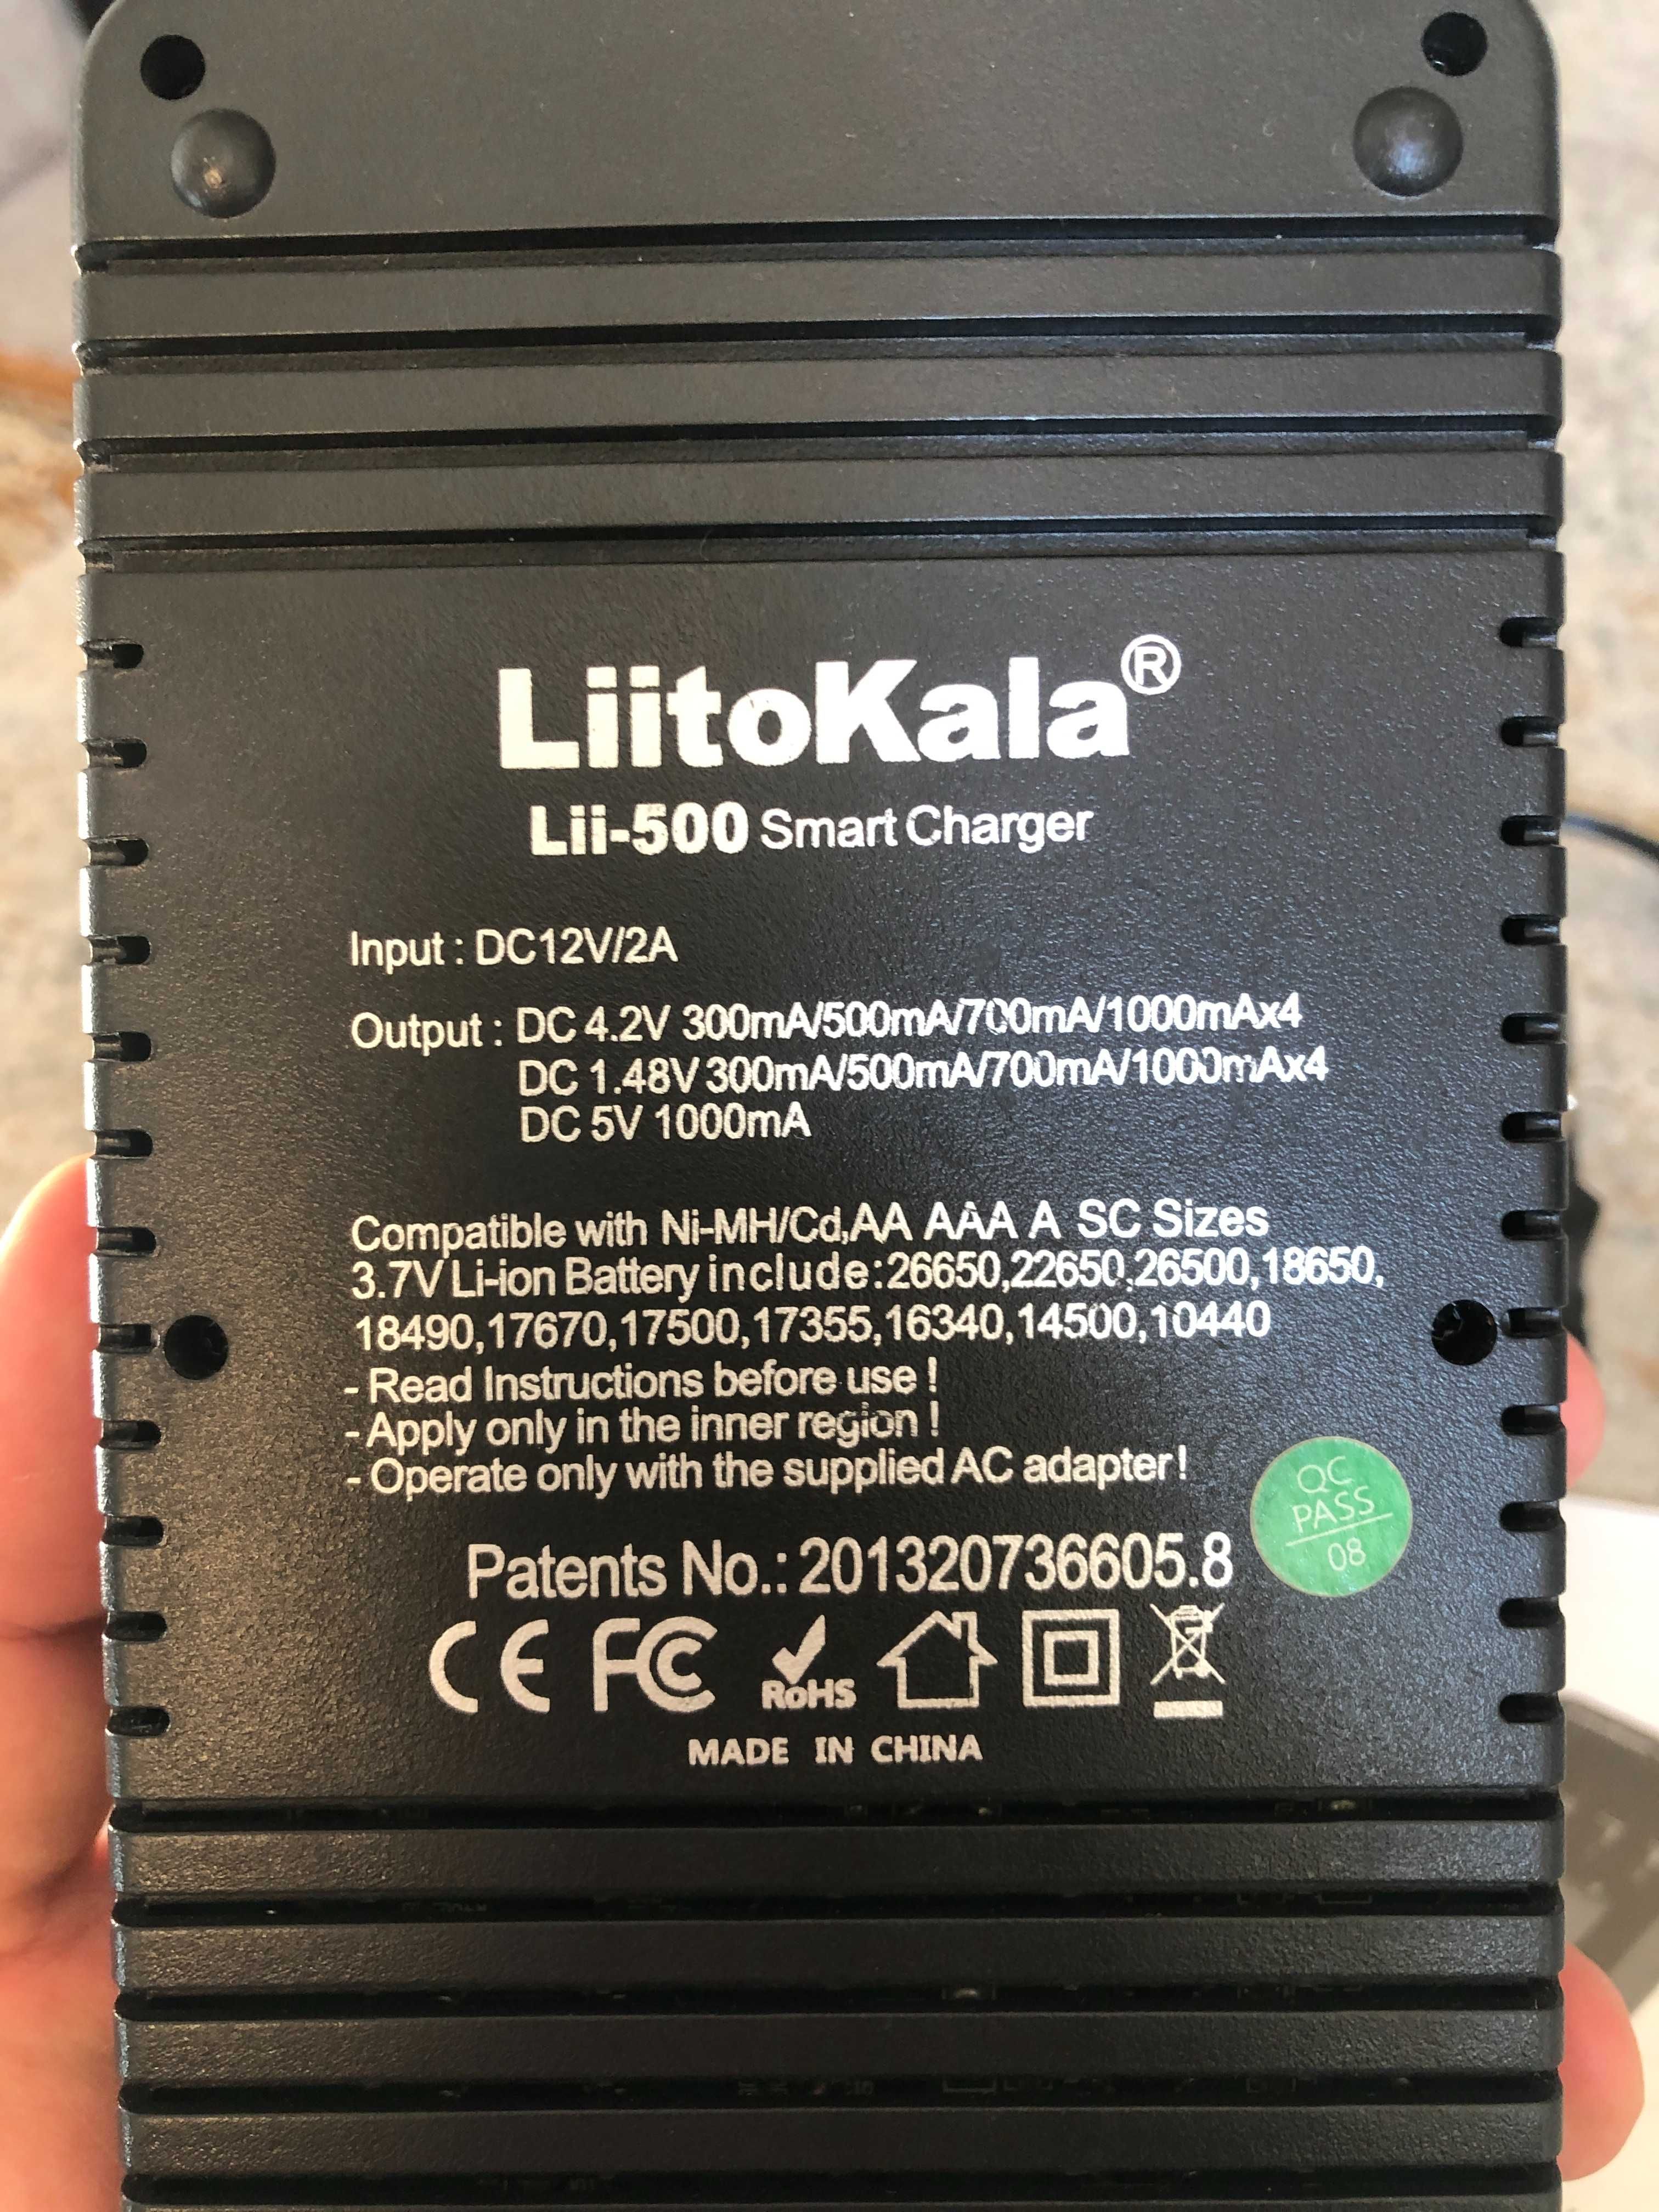 LiitoKala®
Lii-500 Smart Charger
Input : DC12V/2A
Output : DC 4.2V 300mA/500mA/700mA/1000mAx4
DC 1.48V 300mA/500mA/700mA/1000mAx4
DC 5V 1000mA
Compatible with Ni-MH/Cd,AA AAA A SC Sizes
3.7V Li-ion Battery include:26650,22650,26500,18650,
18490,17670,17500,17355,16340,14500,10440
- Read Instructions before use !
- Apply only in the inner region !
- Operate only with the supplied AC adapter!
QC
PASS
08
Patents No.: 201320736605.8
CE FC RoHS
MADE IN CHINA